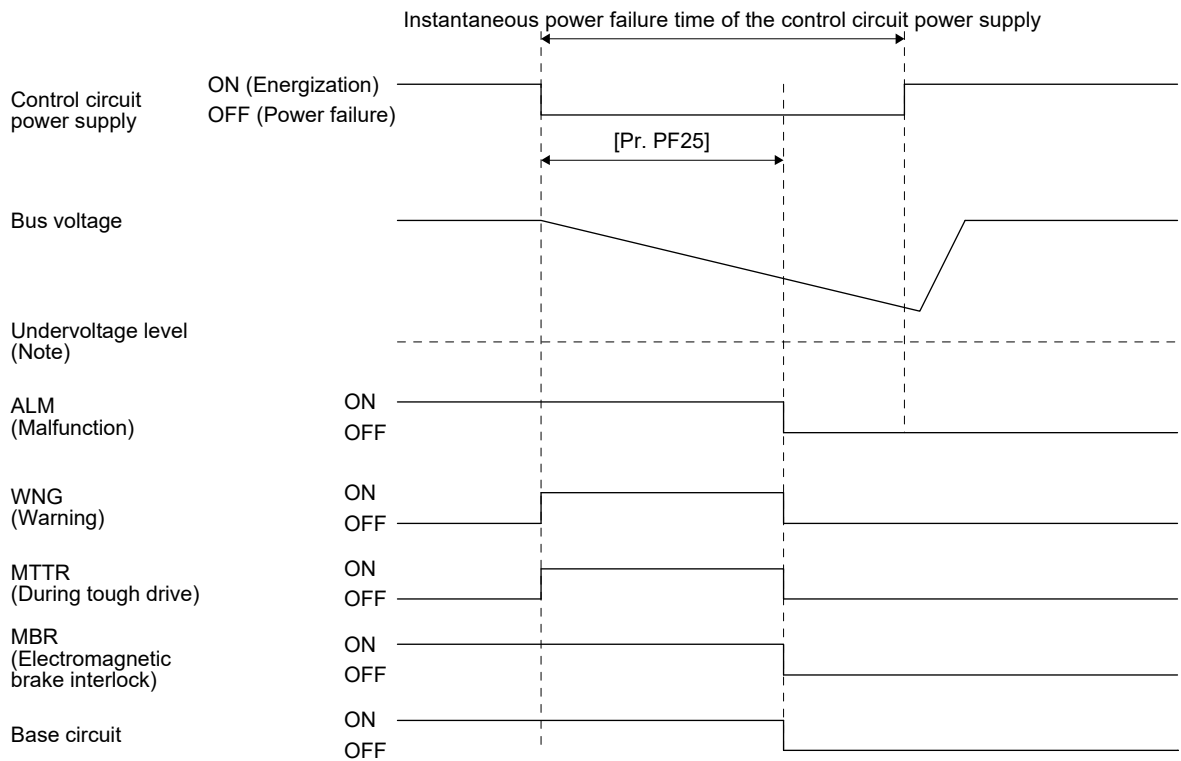 Instantaneous power failure time of the control circuit power supply
Control circuit
power supply
ON (Energization)
OFF (Power failure)
[Pr. PF25]
Bus voltage
Undervoltage level
(Note)
ALM
(Malfunction)
ON
OFF
WNG
(Warning)
ON
OFF
MTTR
(During tough drive)
ON
OFF
MBR
(Electromagnetic
brake interlock)
ON
OFF
Base circuit
ON
OFF